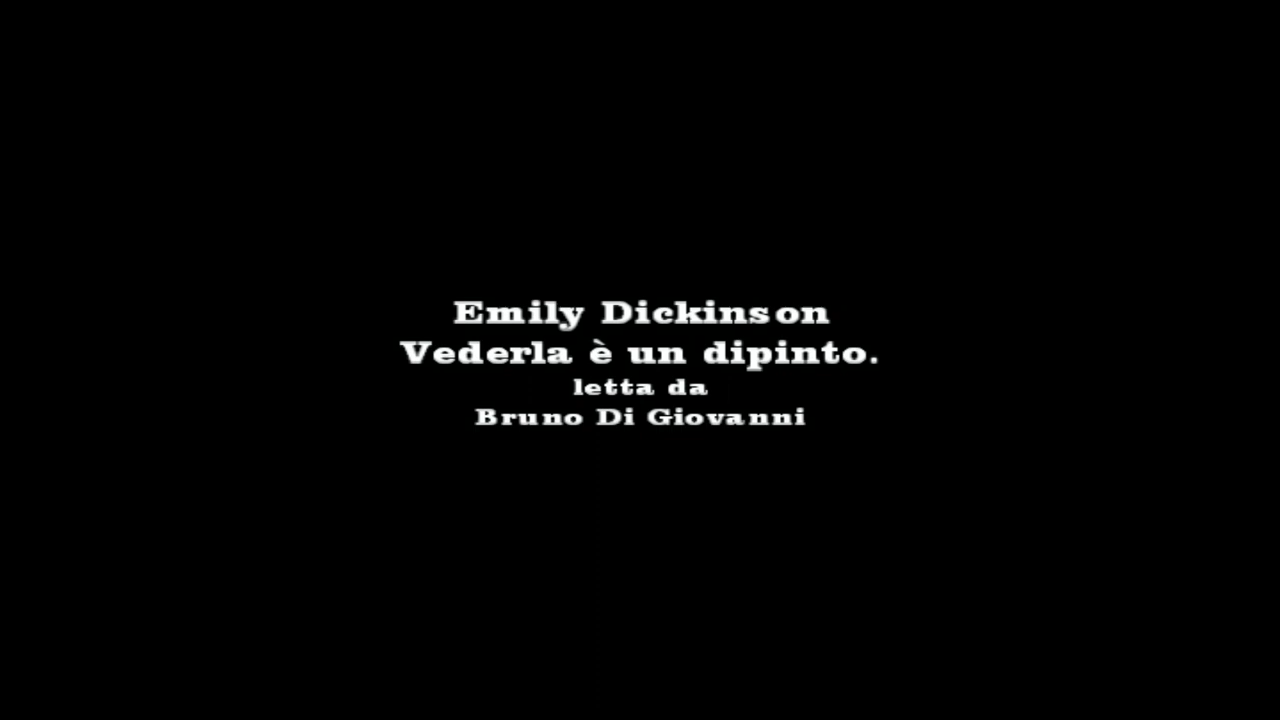 Emily Dickinson
Vederla è un dipinto.
letta da
Bruno Di Giovanni